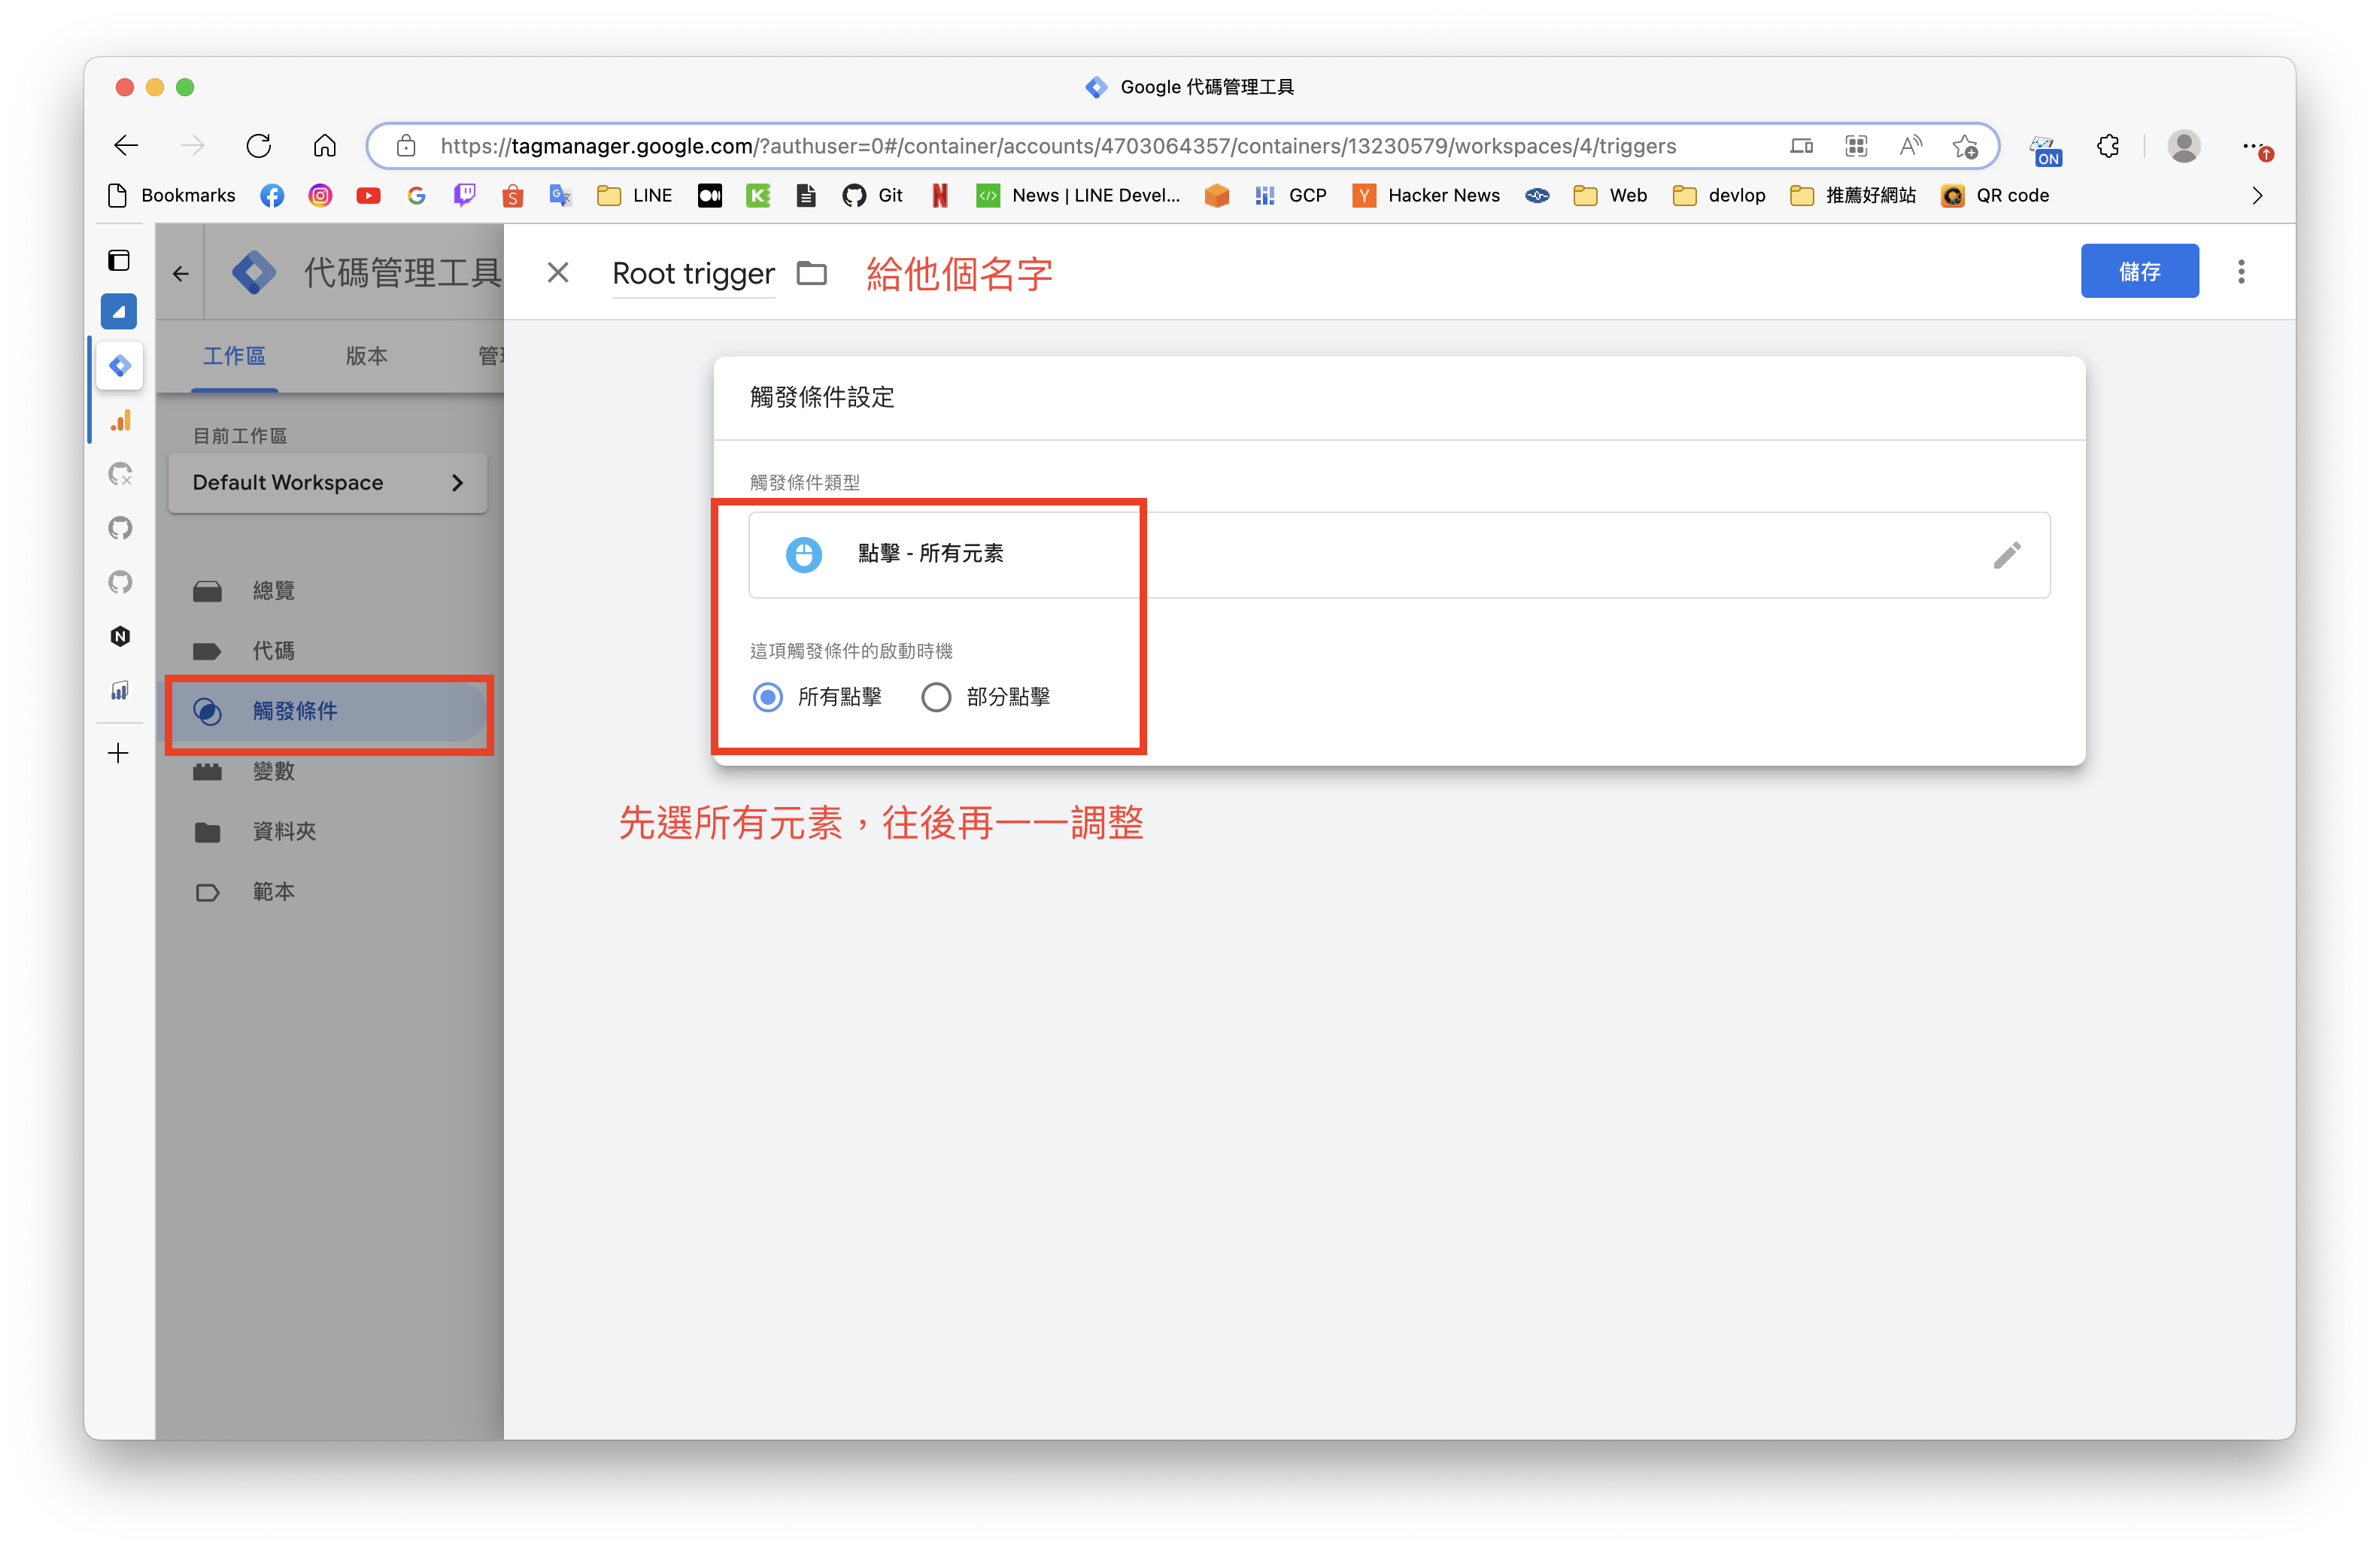 Google 代碼管理工具
https://tagmanager.google.com/?authuser=0#/container/accounts/4703064357/containers/13230579/workspaces/4/triggers
ON
Bookmarks LINE Git News | LINE Devel... GCP Hacker News Web devlop 推薦好網站 QR code
代碼管理工具
Root trigger 給他個名字 儲存
工作區 版本 管
觸發條件設定
目前工作區
Default Workspace
觸發條件類型
點擊 - 所有元素
總覽
代碼
這項觸發條件的啟動時機
所有點擊 部分點擊
觸發條件
變數
資料夾
先選所有元素，往後再一一調整
範本